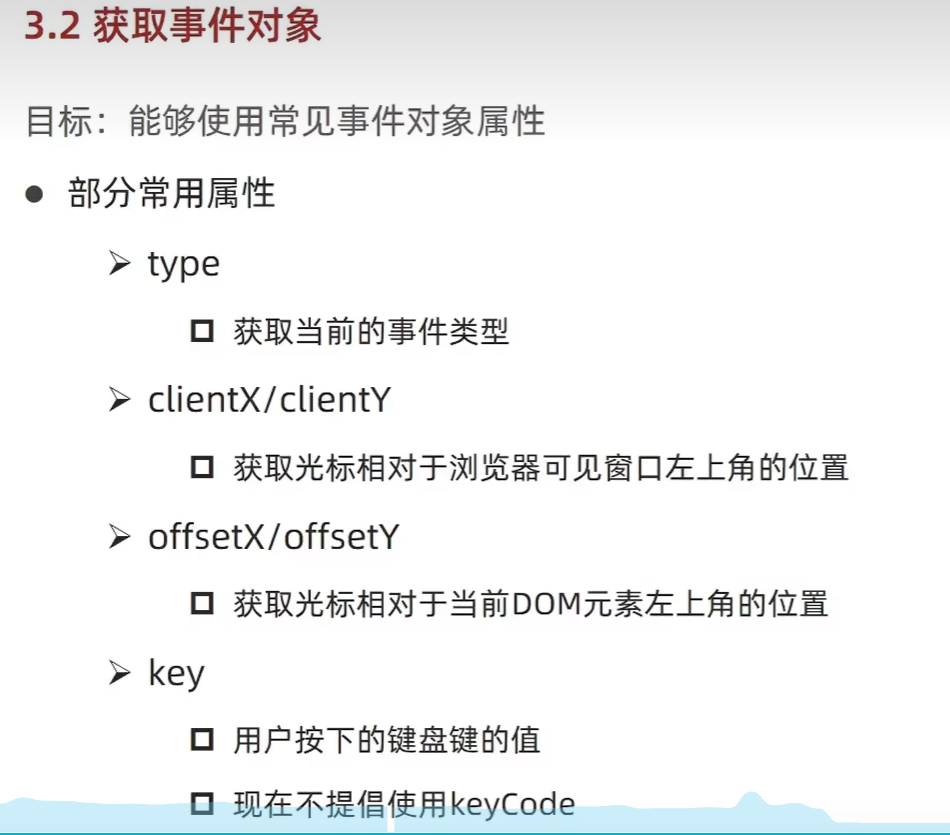 3.2 获取事件对象
目标：能够使用常见事件对象属性
部分常用属性
type
获取当前的事件类型
clientX/clientY
获取光标相对于浏览器可见窗口左上角的位置
offsetX/offsetY
获取光标相对于当前DOM元素左上角的位置
key
用户按下的键盘键的值
现在不提倡使用keyCode